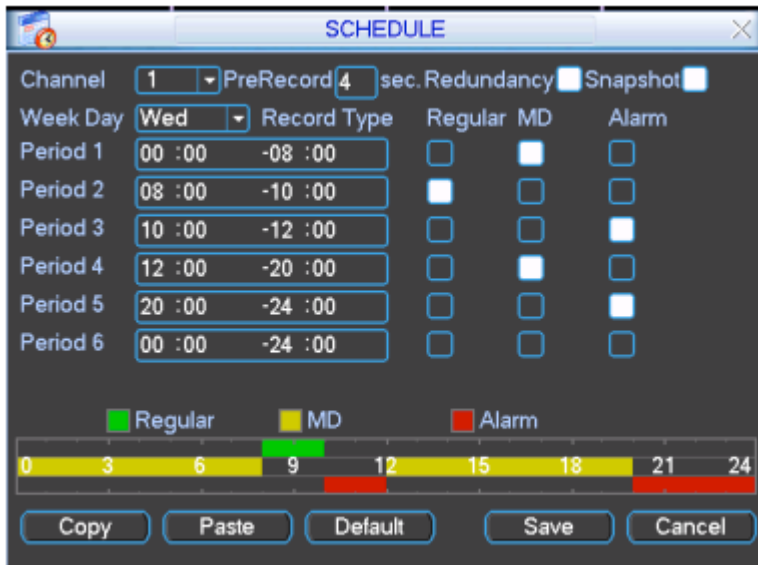 SCHEDULE
Channel 1 PreRecord 4 sec. Redundancy Snapshot
Week Day Wed Record Type Regular MD Alarm
Period 1 00 :00 -08 :00
Period 2 08 :00 -10 :00
Period 3 10 :00 -12 :00
Period 4 12 :00 -20 :00
Period 5 20 :00 -24 :00
Period 6 00 :00 -24 :00
Regular MD Alarm
0 3 6 9 12 15 18 21 24
Copy Paste Default Save Cancel